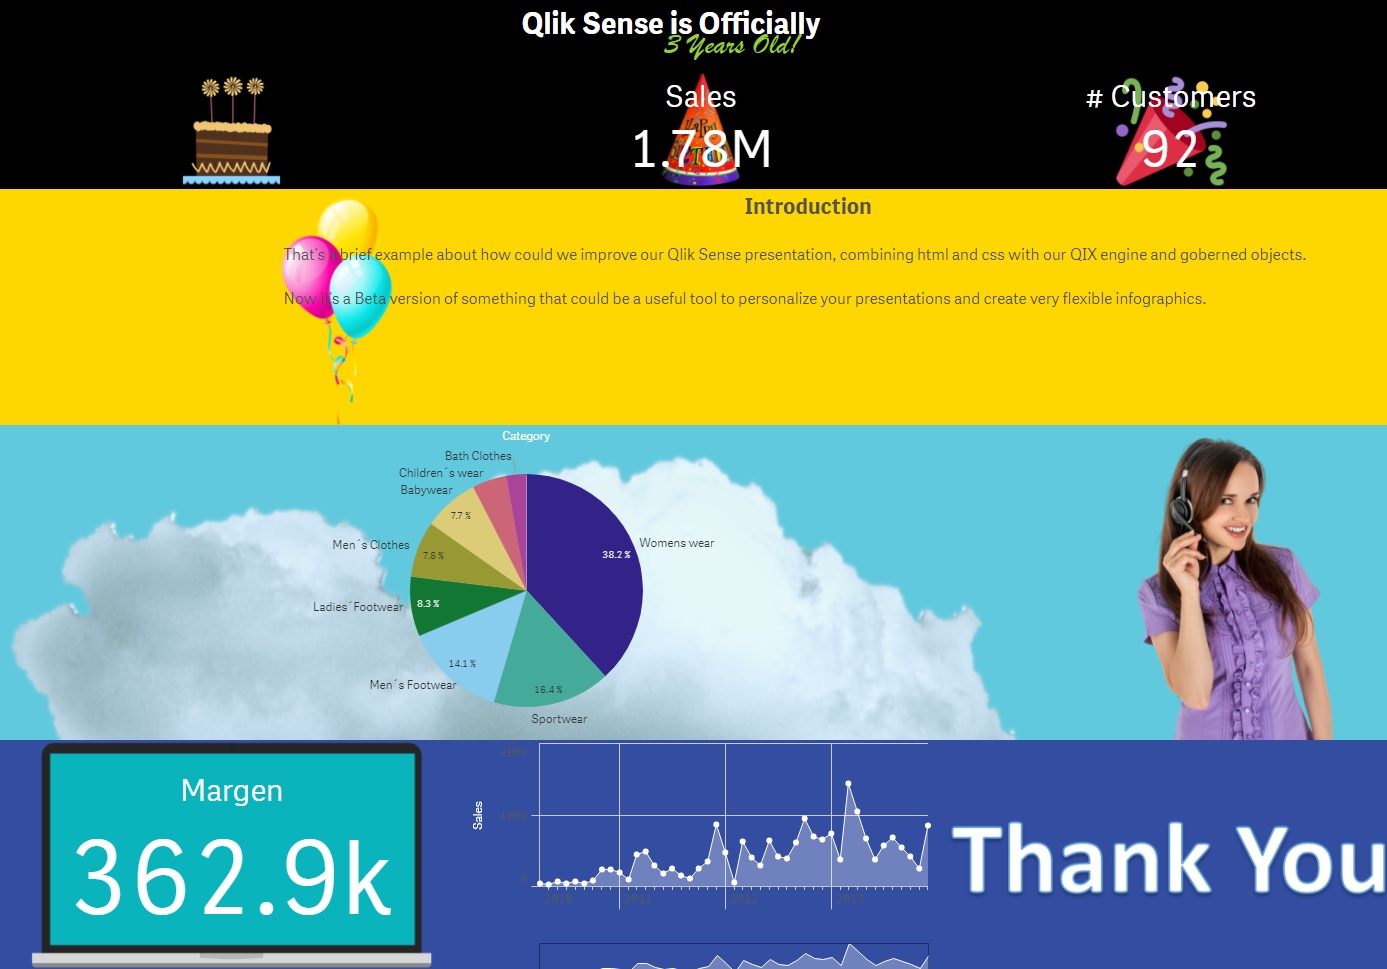 Qlik Sense is Officially
3 Years Old!
Sales
1.78M
# Customers
92
Introduction
That's a brief example about how could we improve our Qlik Sense presentation, combining html and css with our QIX engine and goberned objects.
Now it's a Beta version of something that could be a useful tool to personalize your presentations and create very flexible infographics.
Category
Bath Clothes
Children´s wear
Babywear
7.7 %
Men´s Clothes
7.8 %
Womens wear
38.2 %
Ladies´Footwear
8.3 %
14.1 %
Men´s Footwear
16.4 %
Sportwear
Margen
362.9k
Sales
200k
100k
0
2010
2011
2012
2013
Thank You